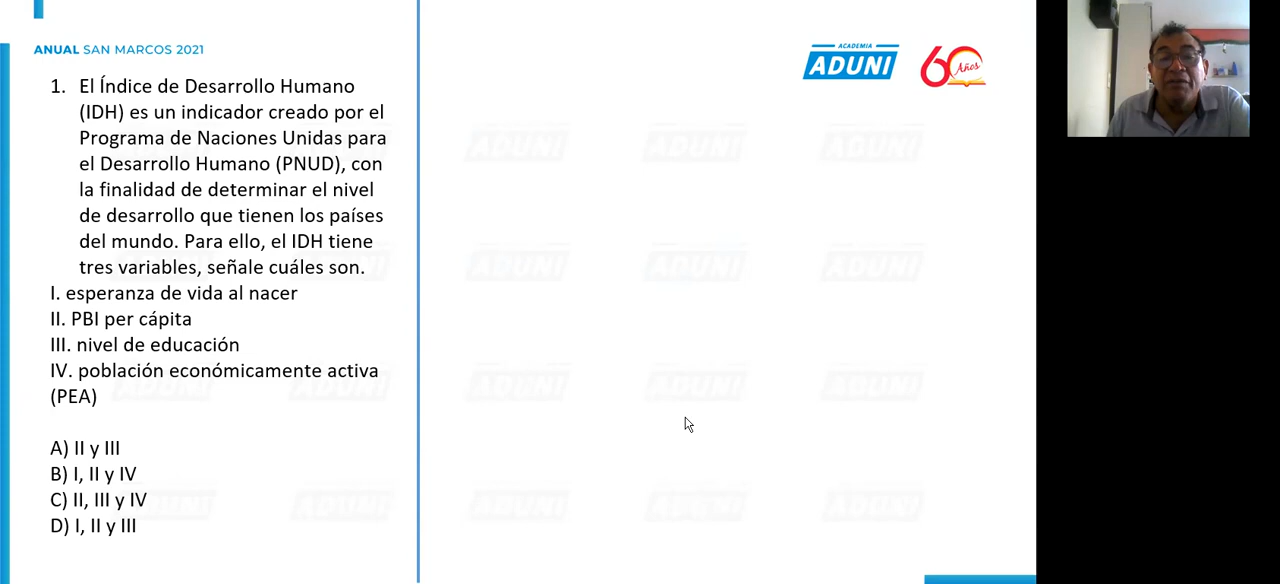 ANUAL SAN MARCOS 2021
ACADEMIA
ADUNI
60 Años
1. El Índice de Desarrollo Humano
(IDH) es un indicador creado por el
Programa de Naciones Unidas para
el Desarrollo Humano (PNUD), con
la finalidad de determinar el nivel
de desarrollo que tienen los países
del mundo. Para ello, el IDH tiene
tres variables, señale cuáles son.
I. esperanza de vida al nacer
II. PBI per cápita
III. nivel de educación
IV. población económicamente activa
(PEA)
A) II y III
B) I, II y IV
C) II, III y IV
D) I, II y III